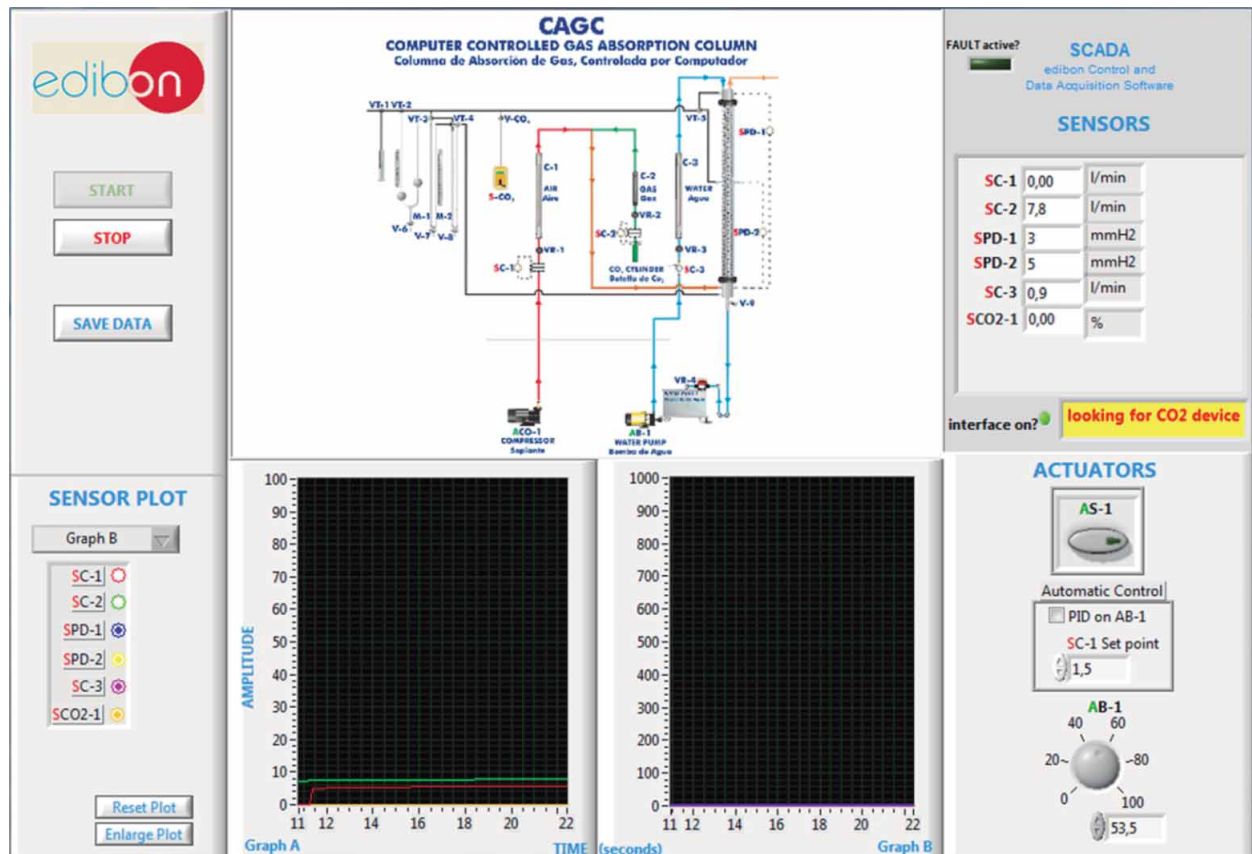 edibon
START
STOP
SAVE DATA
SENSOR PLOT
Graph B
SC-1
SC-2
SPD-1
SPD-2
SC-3
SCO2-1
Reset Plot
Enlarge Plot
CAGC
COMPUTER CONTROLLED GAS ABSORPTION COLUMN
Columna de Absorción de Gas, Controlada por Computador
VT-1 VT-2
VT-3
VT-4
V-CO₂
VT-5
SPD-1
C-1
AIR
Aire
C-2
GAS
Gas
C-3
WATER
Agua
S-CO₂
M-1
M-2
V-6
V-7
V-8
VR-2
SC-2
SPD-2
VR-1
VR-3
SC-1
CO₂ CYLINDER
Botella de Co₂
SC-3
V-9
VR-4
ACO-1
COMPRESSOR
Soplante
AB-1
WATER PUMP
Bomba de Agua
AMPLITUDE
100
90
80
70
60
50
40
30
20
10
0
11 12 14 16 18 20 22
Graph A
TIME (seconds)
1000
900
800
700
600
500
400
300
200
100
0
11 12 14 16 18 20 22
Graph B
FAULT active?
SCADA
edibon Control and
Data Acquisition Software
SENSORS
SC-1 0,00 l/min
SC-2 7,8 l/min
SPD-1 3 mmH2
SPD-2 5 mmH2
SC-3 0,9 l/min
SCO2-1 0,00 %
interface on?
looking for CO2 device
ACTUATORS
AS-1
Automatic Control
PID on AB-1
SC-1 Set point
1,5
AB-1
40 60
20 80
0 100
53,5